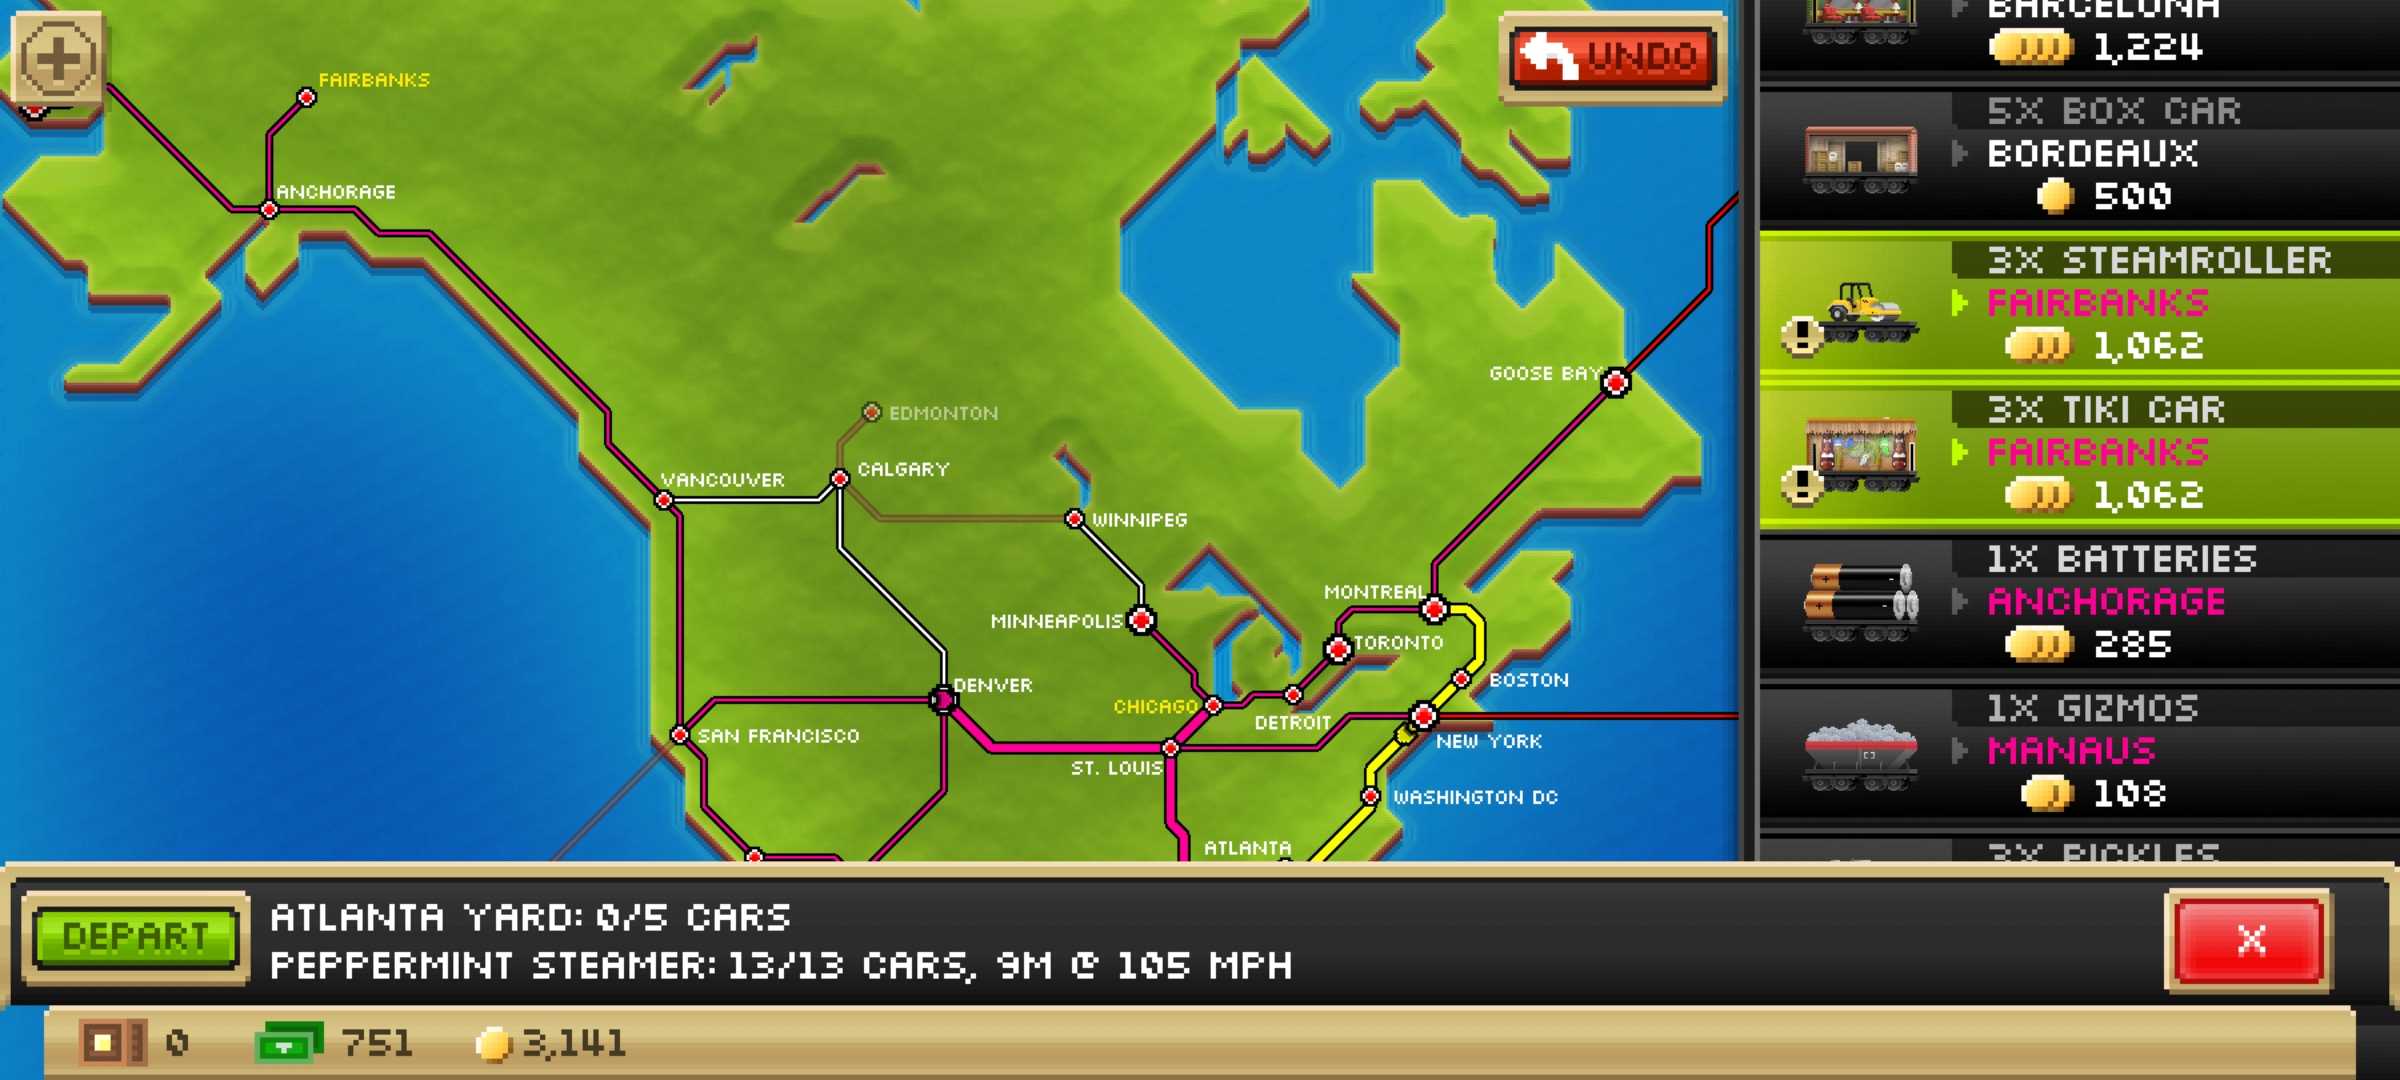 FAIRBANKS
UNDO
ANCHORAGE
GOOSE BAY
EDMONTON
VANCOUVER
CALGARY
WINNIPEG
MONTREAL
MINNEAPOLIS
TORONTO
BOSTON
DENVER
CHICAGO
DETROIT
SAN FRANCISCO
NEW YORK
ST. LOUIS
WASHINGTON DC
ATLANTA
BARCELONA
1,224
5X BOX CAR
BORDEAUX
500
3X STEAMROLLER
FAIRBANKS
1,062
3X TIKI CAR
FAIRBANKS
1,062
1X BATTERIES
ANCHORAGE
285
1X GIZMOS
MANAUS
108
3X PICKLES
DEPART
ATLANTA YARD: 0/5 CARS
PEPPERMINT STEAMER: 13/13 CARS, 9M @ 105 MPH
X
0
751
3,141